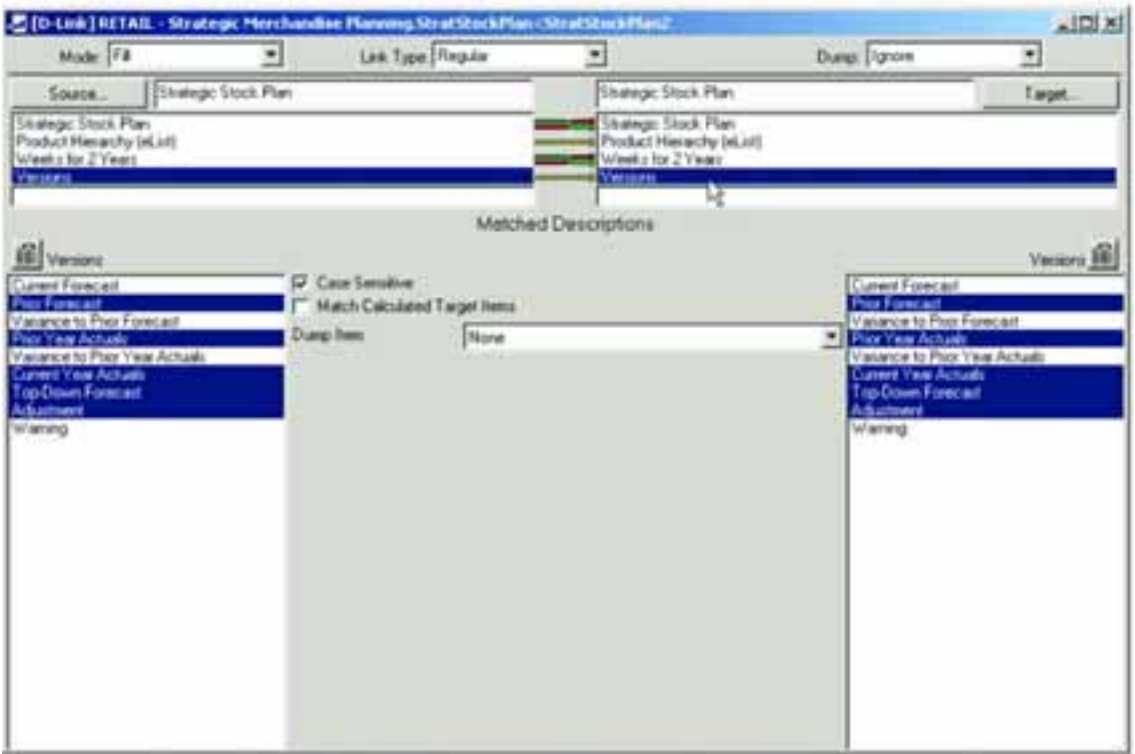 [D-Link] RETAIL - Strategic Merchandise Planning.StratStockPlan<StratStockPlan2
Mode: Fill Link Type: Regular Dump: Ignore
Source... Strategic Stock Plan Strategic Stock Plan Target...
Strategic Stock Plan Strategic Stock Plan
Product Hierarchy (eList) Product Hierarchy (eList)
Weeks for 2 Years Weeks for 2 Years
Versions Versions
Matched Descriptions
Versions Versions
Current Forecast Case Sensitive Current Forecast
Prior Forecast Match Calculated Target Items Prior Forecast
Variance to Prior Forecast Variance to Prior Forecast
Prior Year Actuals Dump Item None Prior Year Actuals
Variance to Prior Year Actuals Variance to Prior Year Actuals
Current Year Actuals Current Year Actuals
Top-Down Forecast Top-Down Forecast
Adjustment Adjustment
Warning Warning